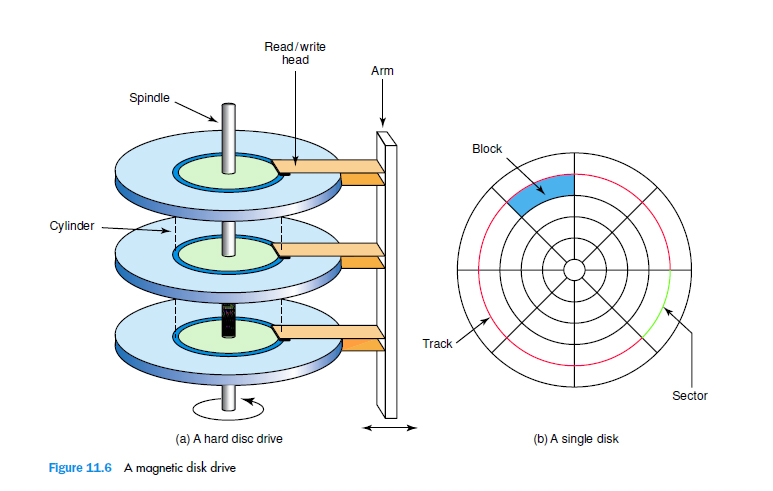 Read/write
head
Arm
Spindle
Cylinder
Block
Track
Sector
(a) A hard disc drive
(b) A single disk
Figure 11.6 A magnetic disk drive